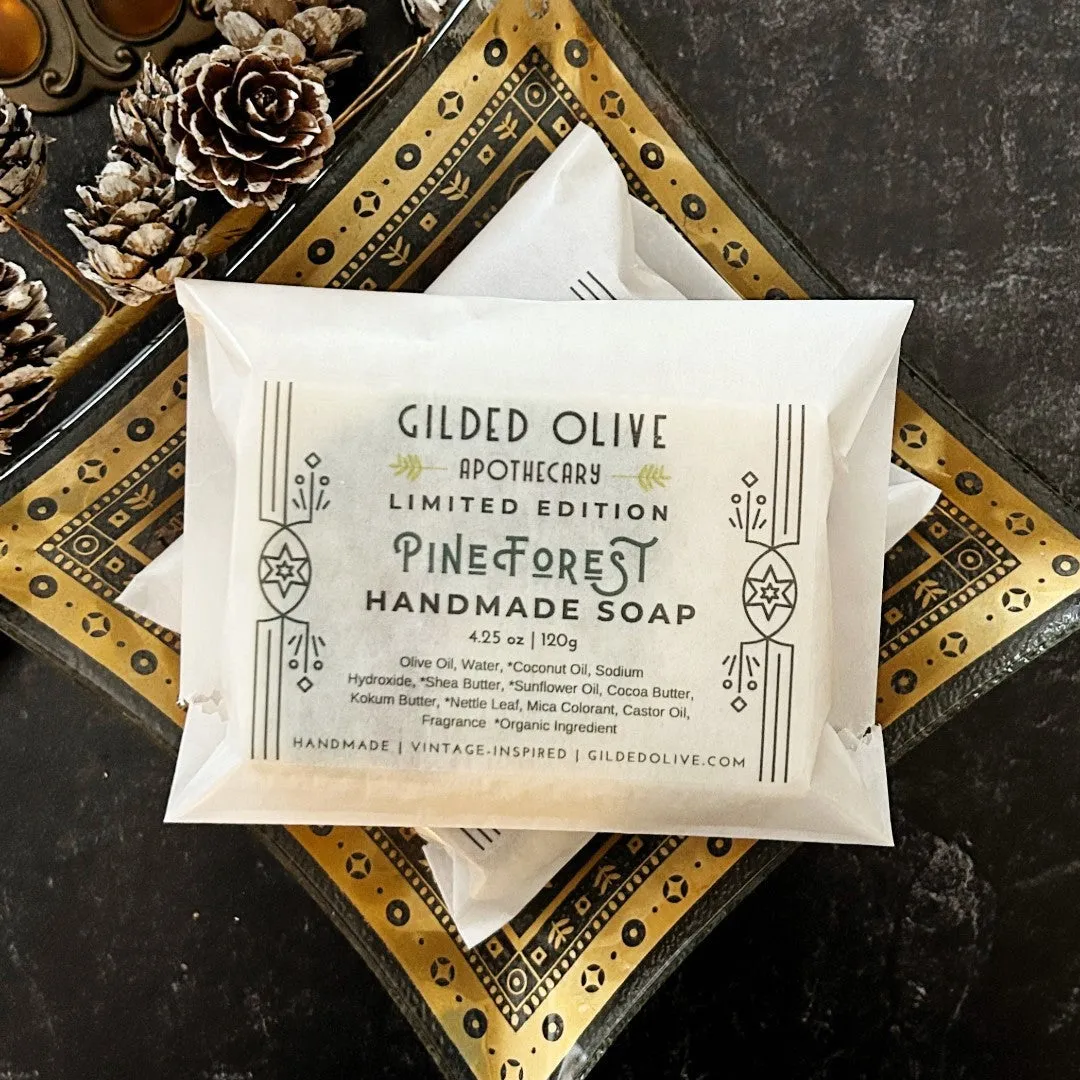 GILDED OLIVE
APOTHECARY
LIMITED EDITION
PINE FOREST
HANDMADE SOAP
4.25 oz | 120g
Olive Oil, Water, *Coconut Oil, Sodium
Hydroxide, *Shea Butter, *Sunflower Oil, Cocoa Butter,
Kokum Butter, *Nettle Leaf, Mica Colorant, Castor Oil,
Fragrance *Organic Ingredient
HANDMADE | VINTAGE-INSPIRED | GILDEDOLIVE.COM